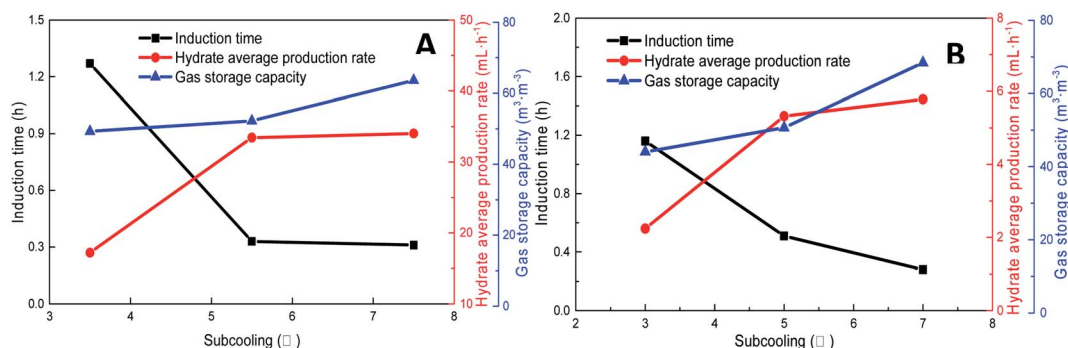 A
Induction time
Hydrate average production rate
Gas storage capacity
Induction time (h)
1.5
1.2
0.9
0.6
0.3
0.0
3 4 5 6 7 8
Subcooling (□)
50
40
30
20
10
Hydrate average production rate (mL·h⁻¹)
80
60
40
20
0
Gas storage capacity (m³·m⁻³)
B
Induction time
Hydrate average production rate
Gas storage capacity
Induction time (h)
2.0
1.6
1.2
0.8
0.4
0.0
2 3 4 5 6 7 8
Subcooling (□)
8
6
4
2
0
Hydrate average production rate (mL·h⁻¹)
80
60
40
20
0
Gas storage capacity (m³·m⁻³)